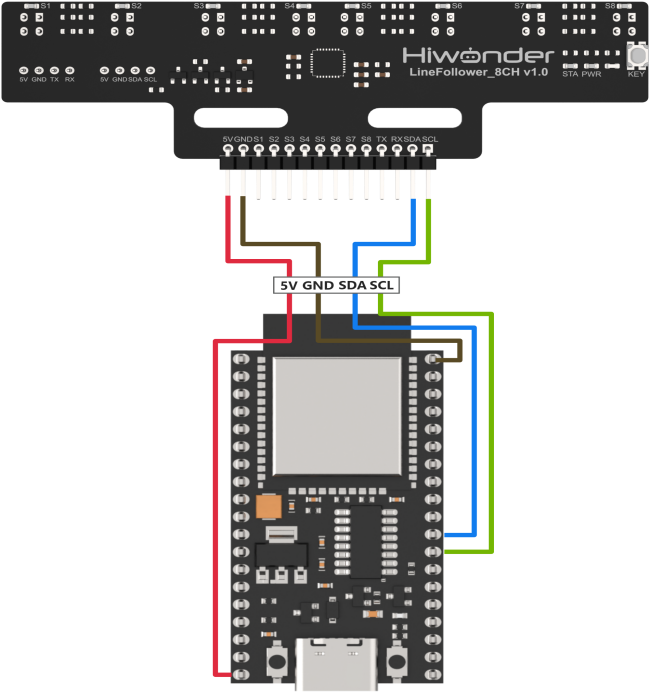 S1 S2 S3 S4 S5 S6 S7 S8
Hiwonder
LineFollower_8CH v1.0
5V GND TX RX
5V GND SDA SCL
STA PWR KEY
5V GND S1 S2 S3 S4 S5 S6 S7 S8 TX RX SDA SCL
5V GND SDA SCL